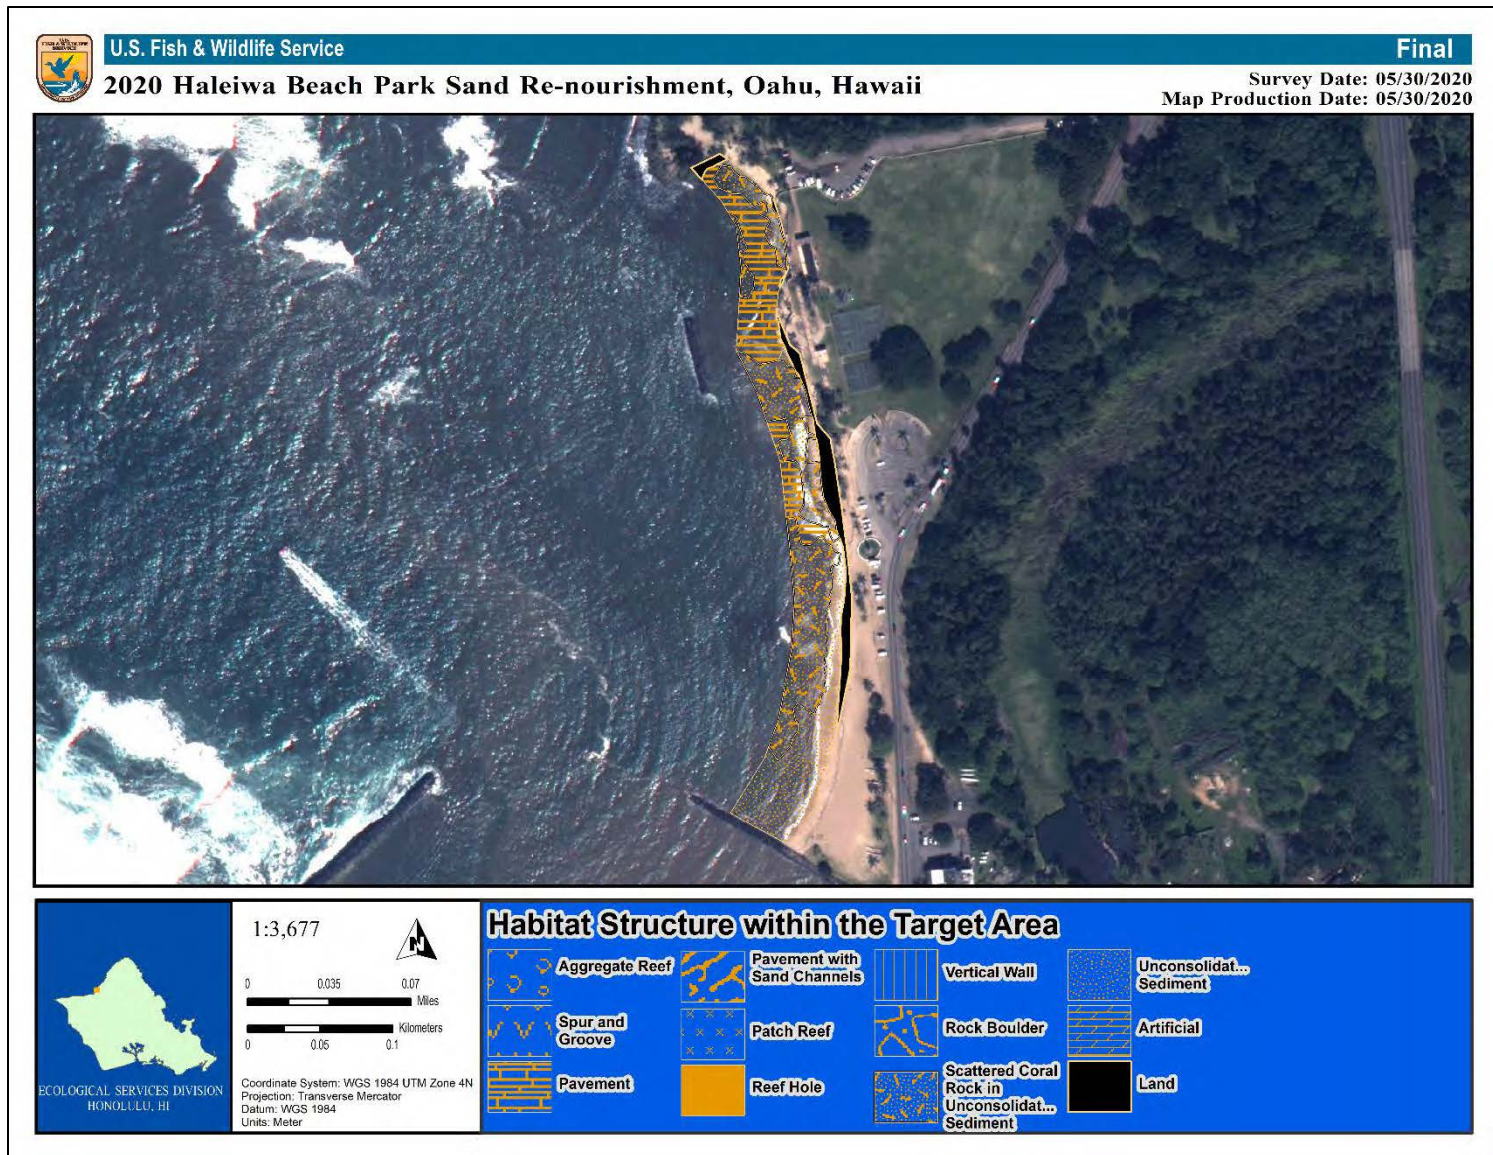 U.S. Fish & Wildlife Service
Final
2020 Haleiwa Beach Park Sand Re-nourishment, Oahu, Hawaii
Survey Date: 05/30/2020
Map Production Date: 05/30/2020
ECOLOGICAL SERVICES DIVISION
HONOLULU, HI
1:3,677
N
0 0.035 0.07
Miles
Kilometers
0 0.05 0.1
Coordinate System: WGS 1984 UTM Zone 4N
Projection: Transverse Mercator
Datum: WGS 1984
Units: Meter
Habitat Structure within the Target Area
Aggregate Reef
Spur and
Groove
Pavement
Pavement with
Sand Channels
Patch Reef
Reef Hole
Vertical Wall
Rock Boulder
Scattered Coral
Rock in
Unconsolidat...
Sediment
Unconsolidat...
Sediment
Artificial
Land